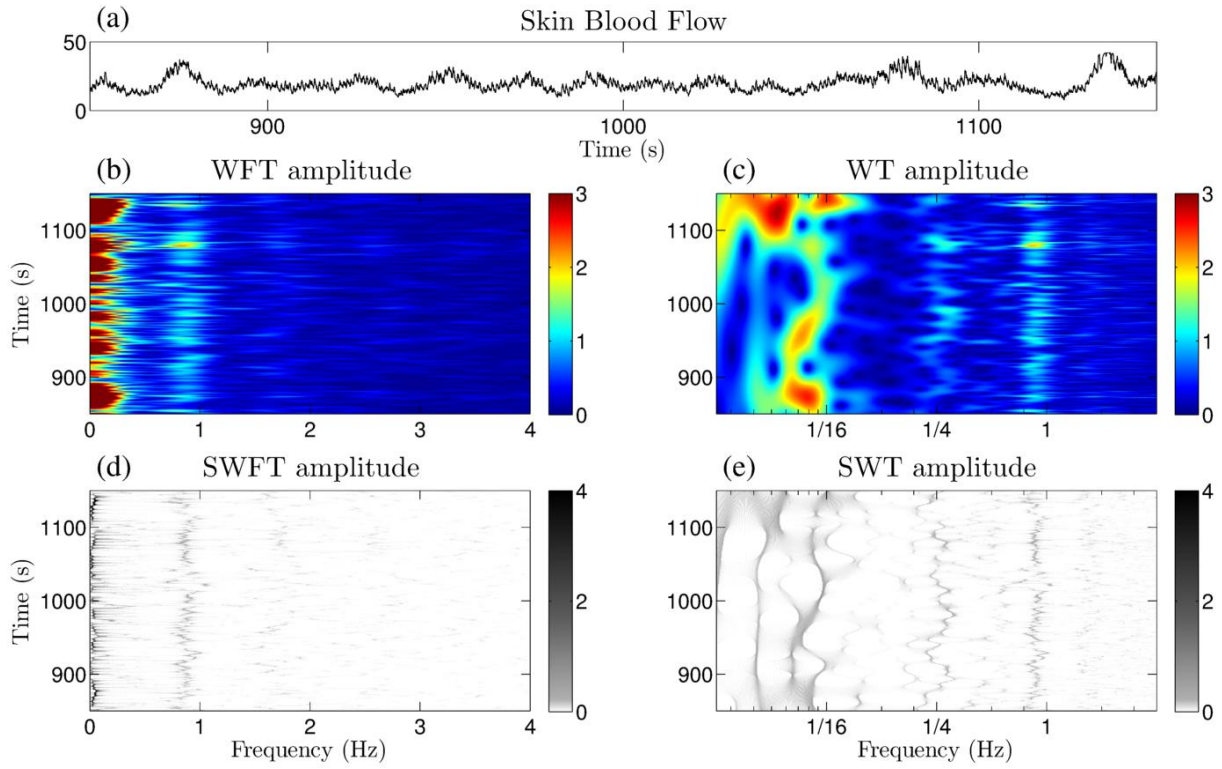 (a) Skin Blood Flow
50
0
900 1000 1100
Time (s)
(b) WFT amplitude
(c) WT amplitude
Time (s)
1100
1000
900
0 1 2 3 4
3
2
1
0
1100
1000
900
1/16 1/4 1
3
2
1
0
(d) SWFT amplitude
(e) SWT amplitude
Time (s)
1100
1000
900
0 1 2 3 4
Frequency (Hz)
4
2
0
1100
1000
900
1/16 1/4 1
Frequency (Hz)
4
2
0